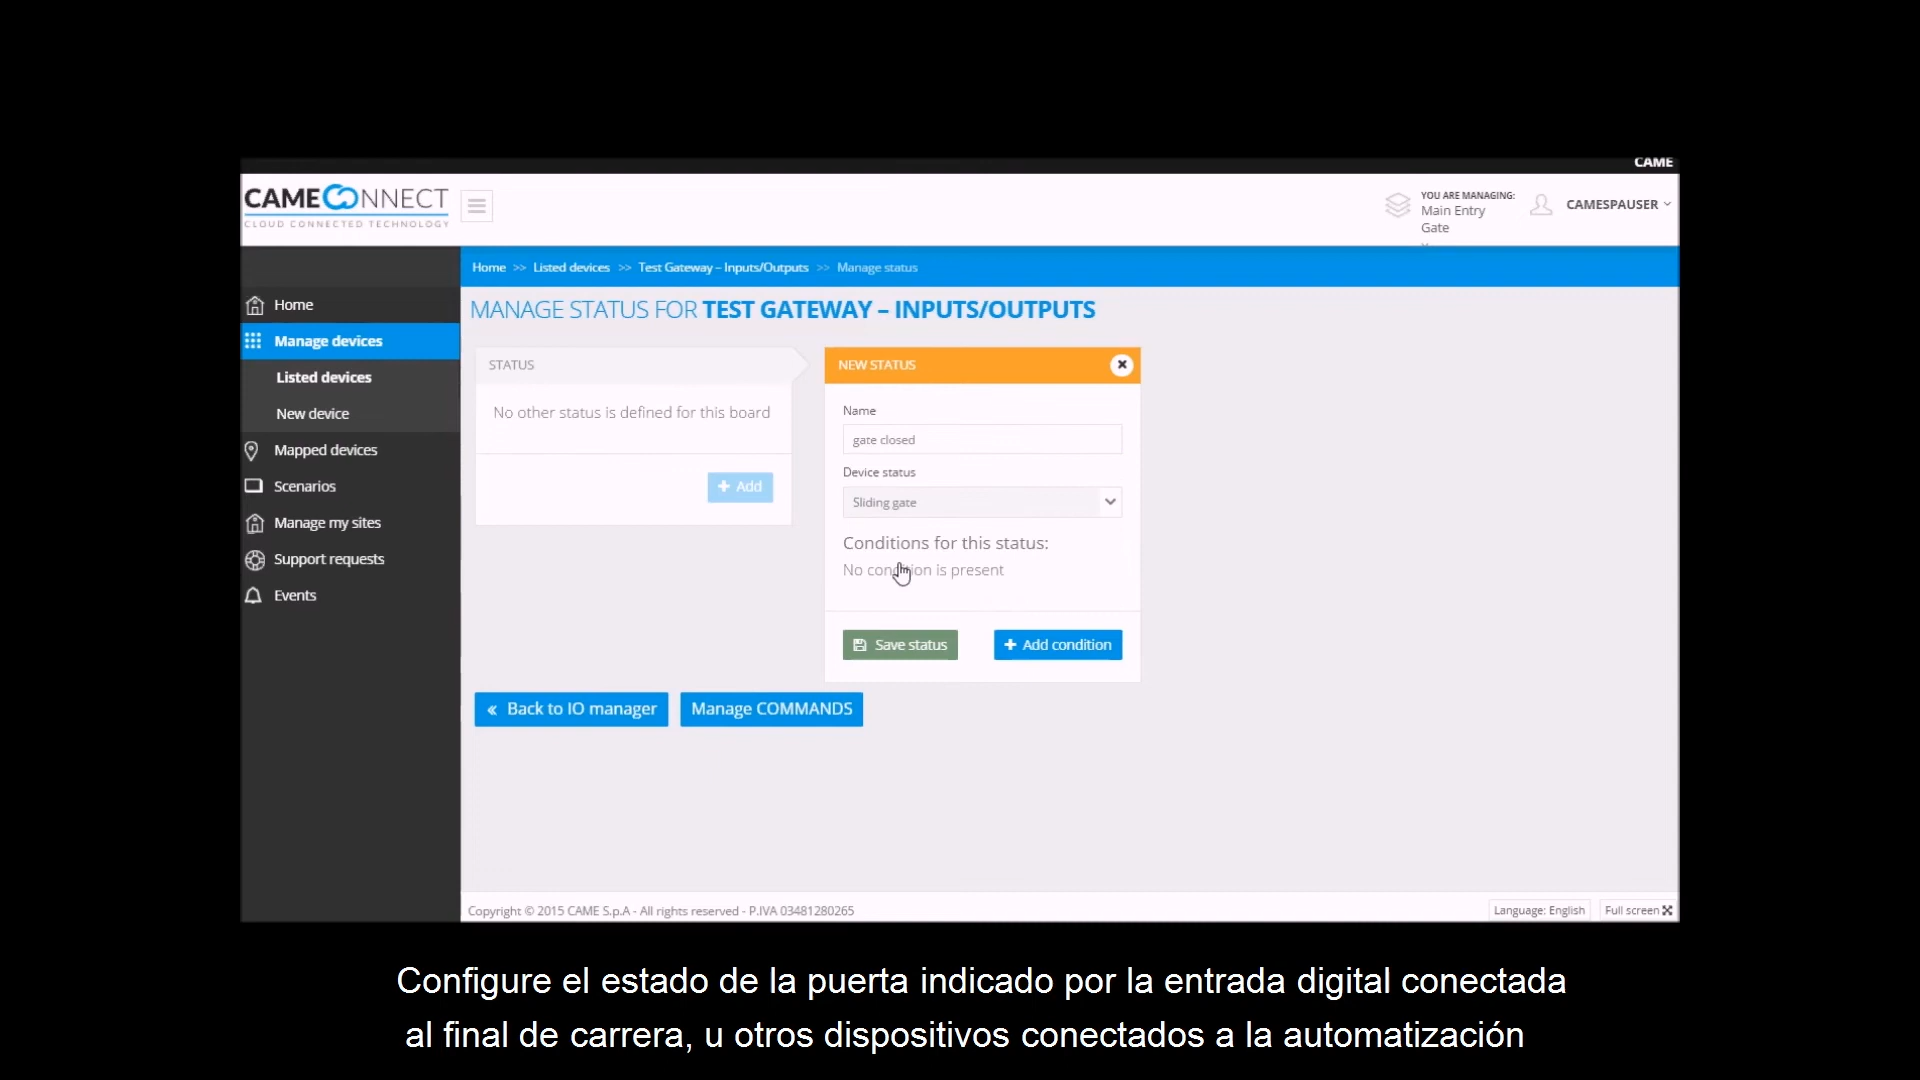 CAME
CAMECONNECT
CLOUD CONNECTED TECHNOLOGY
YOU ARE MANAGING:
Main Entry
Gate
CAMESPAUSER
Home >> Listed devices >> Test Gateway – Inputs/Outputs >> Manage status
Home
Manage devices
Listed devices
New device
Mapped devices
Scenarios
Manage my sites
Support requests
Events
MANAGE STATUS FOR TEST GATEWAY – INPUTS/OUTPUTS
STATUS
No other status is defined for this board
+ Add
NEW STATUS
Name
gate closed
Device status
Sliding gate
Conditions for this status:
No condition is present
Save status
+ Add condition
« Back to IO manager
Manage COMMANDS
Copyright © 2015 CAME S.p.A - All rights reserved - P.IVA 03481280265
Language: English
Full screen
Configure el estado de la puerta indicado por la entrada digital conectada
al final de carrera, u otros dispositivos conectados a la automatización